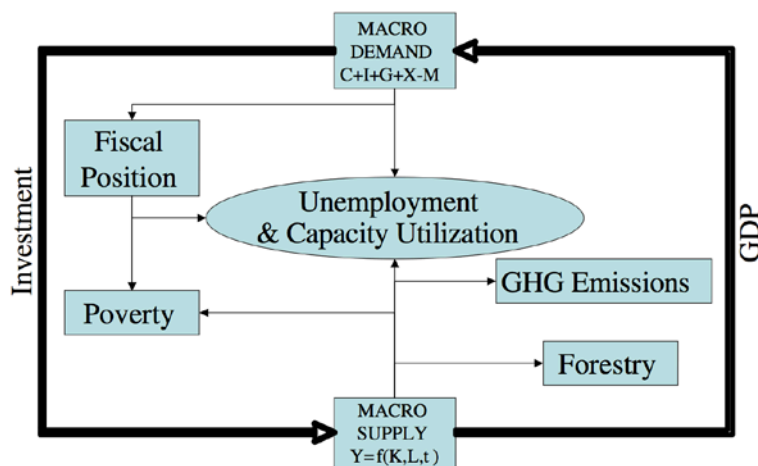 MACRO
DEMAND
C+I+G+X-M
Fiscal
Position
Investment
Unemployment
& Capacity Utilization
GDP
GHG Emissions
Poverty
Forestry
MACRO
SUPPLY
Y=f(K,L,t)